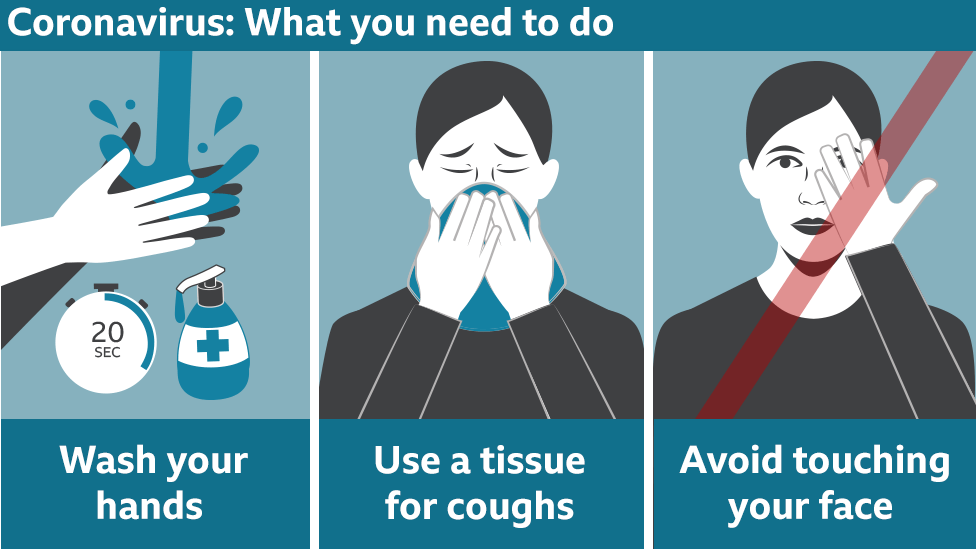 Coronavirus: What you need to do
20
SEC
Wash your
hands
Use a tissue
for coughs
Avoid touching
your face